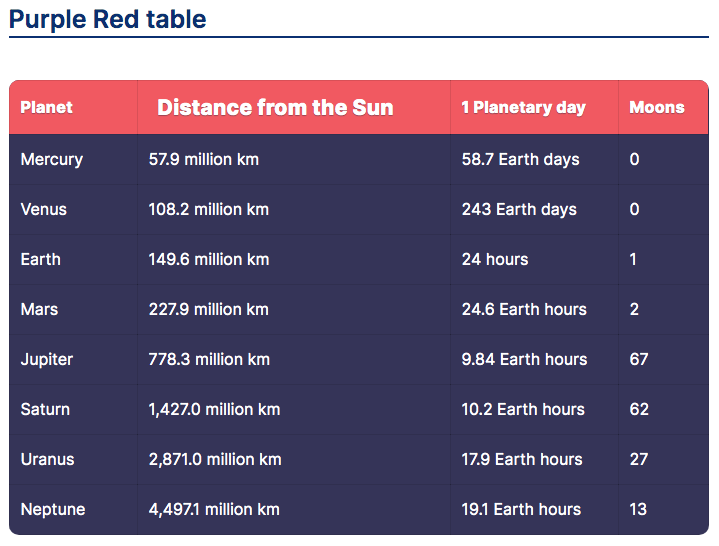 Purple Red table
Planet Distance from the Sun 1 Planetary day Moons
Mercury 57.9 million km 58.7 Earth days 0
Venus 108.2 million km 243 Earth days 0
Earth 149.6 million km 24 hours 1
Mars 227.9 million km 24.6 Earth hours 2
Jupiter 778.3 million km 9.84 Earth hours 67
Saturn 1,427.0 million km 10.2 Earth hours 62
Uranus 2,871.0 million km 17.9 Earth hours 27
Neptune 4,497.1 million km 19.1 Earth hours 13